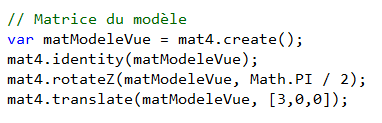 // Matrice du modèle
var matModeleVue = mat4.create();
mat4.identity(matModeleVue);
mat4.rotateZ(matModeleVue, Math.PI / 2);
mat4.translate(matModeleVue, [3,0,0]);